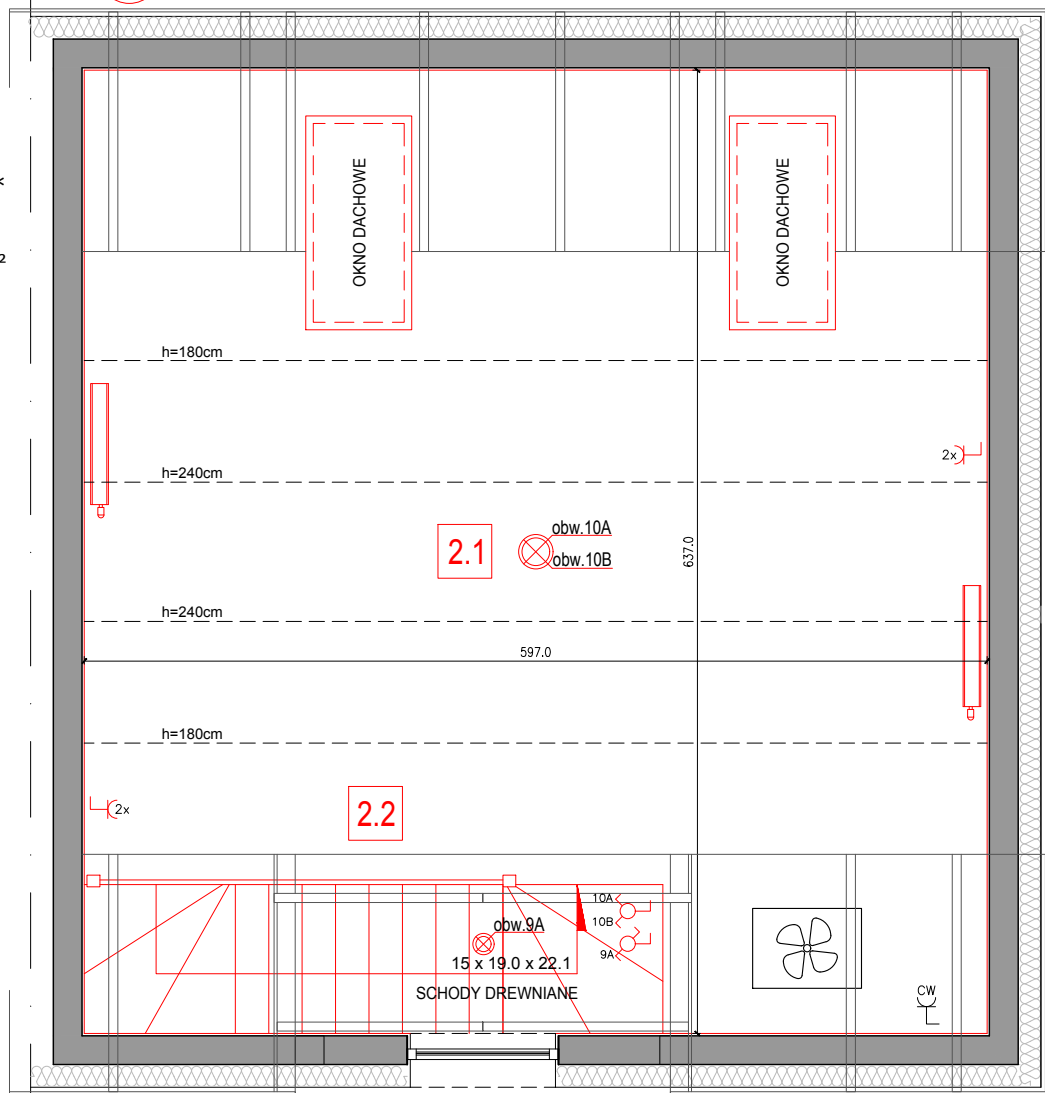 OKNO DACHOWE
OKNO DACHOWE
2
h=180cm
h=240cm
2x
2.1
obw.10A
obw.10B
637.0
h=240cm
597.0
h=180cm
2x
2.2
10A
10B
obw.9A
9A
15 x 19.0 x 22.1
SCHODY DREWNIANE
CW